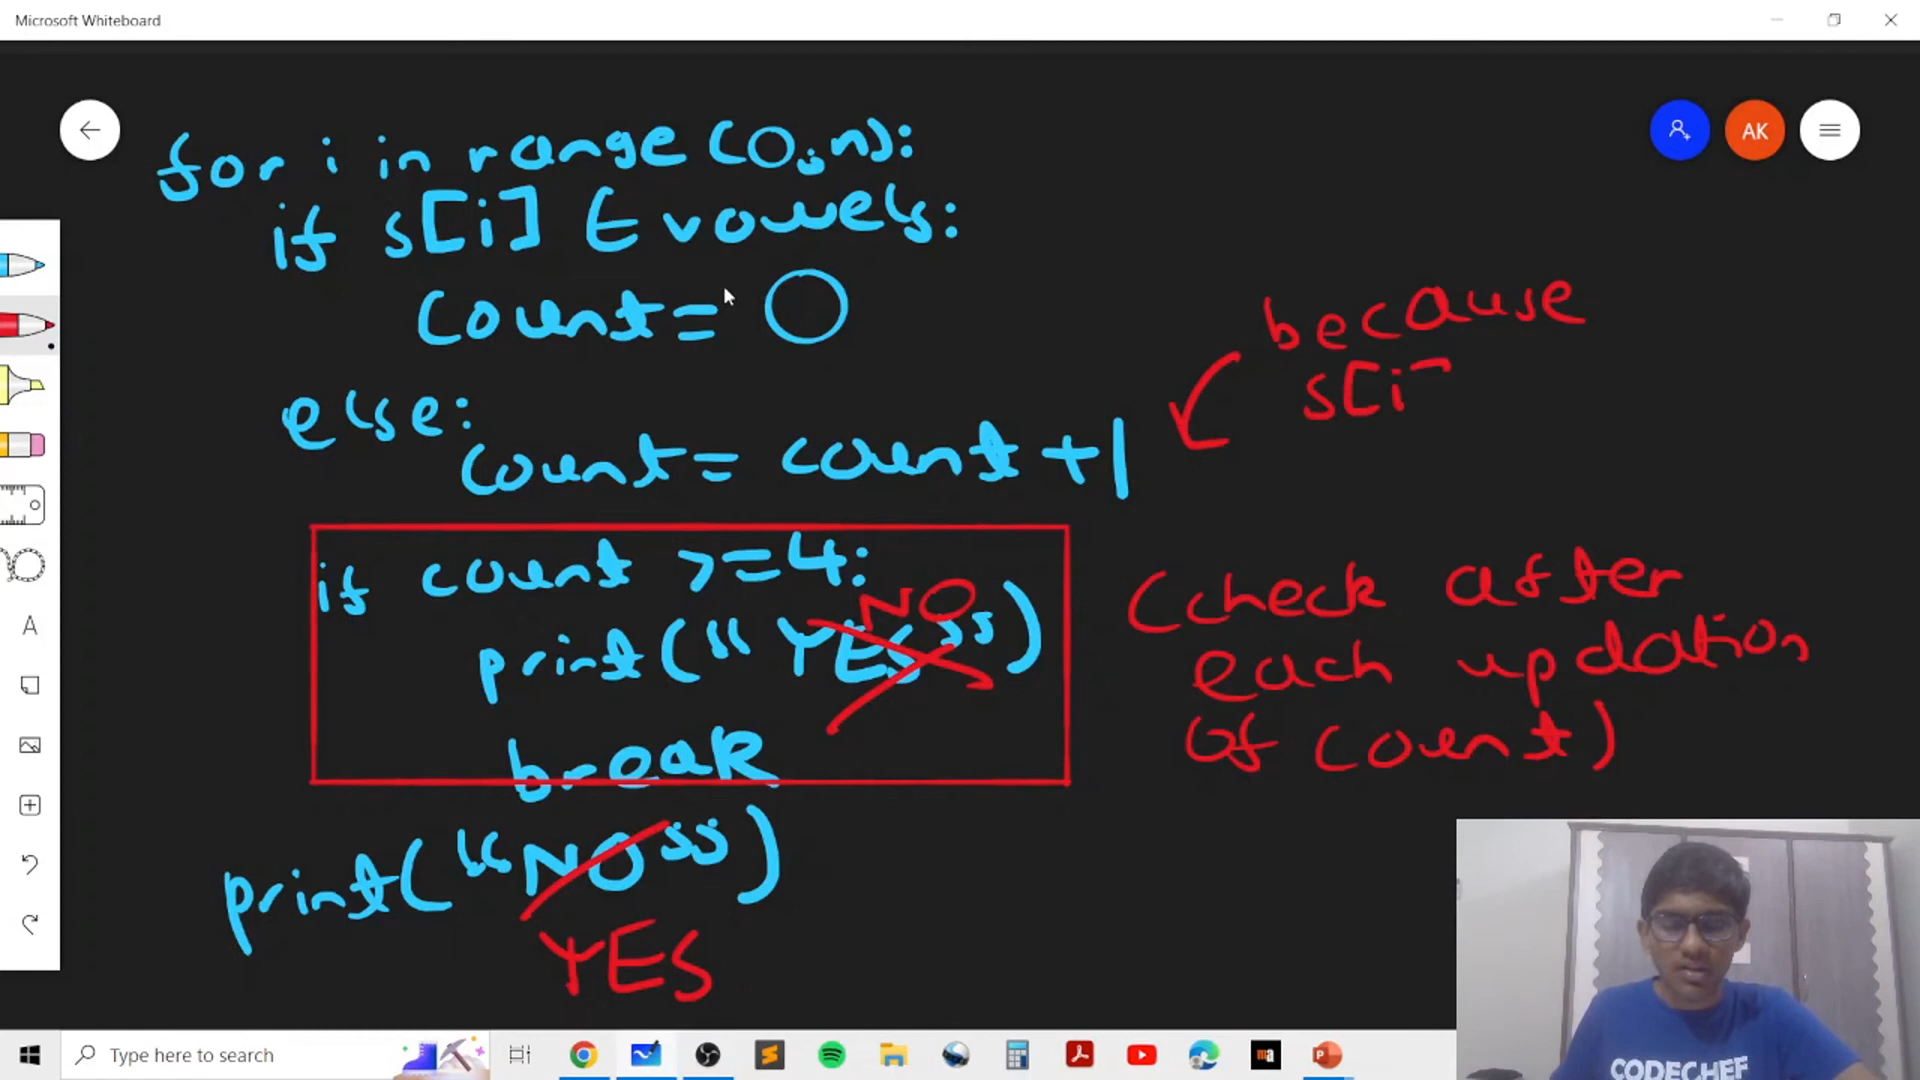 Microsoft Whiteboard
AK
for i in range (0,n):
if s[i] ∈ vowels:
count = 0
else:
count = count +1
because
s[i
if count >=4:
print("YES")
NO
break
(check after
each updation
of count)
print("NO")
YES
A
CODECHEF
Type here to search
ma